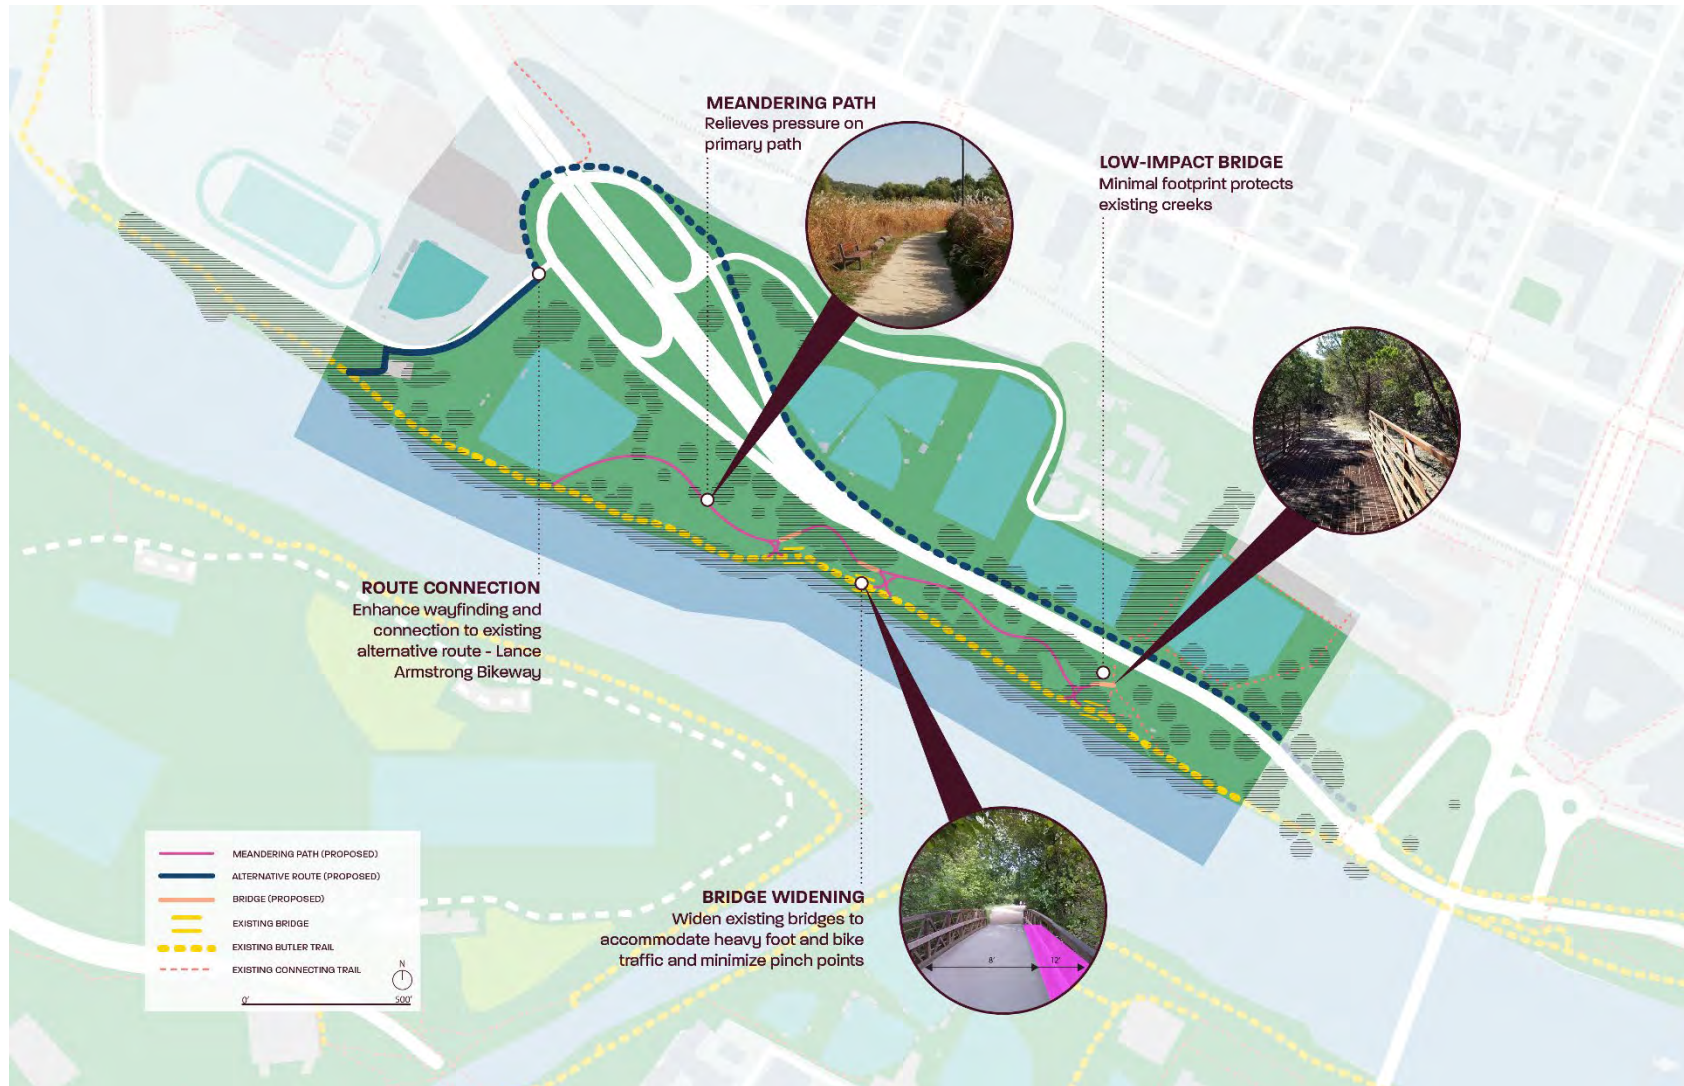 MEANDERING PATH
Relieves pressure on
primary path
LOW-IMPACT BRIDGE
Minimal footprint protects
existing creeks
ROUTE CONNECTION
Enhance wayfinding and
connection to existing
alternative route - Lance
Armstrong Bikeway
BRIDGE WIDENING
Widen existing bridges to
accommodate heavy foot and bike
traffic and minimize pinch points
8'
12'
MEANDERING PATH (PROPOSED)
ALTERNATIVE ROUTE (PROPOSED)
BRIDGE (PROPOSED)
EXISTING BRIDGE
EXISTING BUTLER TRAIL
EXISTING CONNECTING TRAIL
N
0'
500'